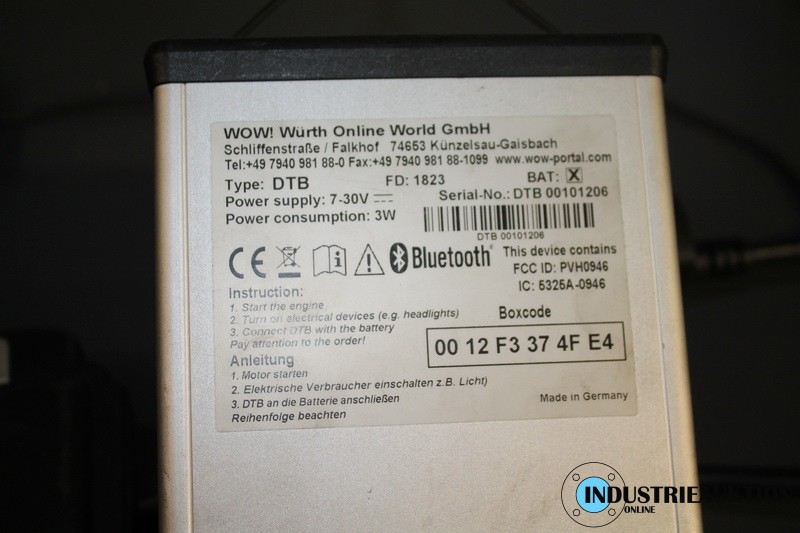 WOW! Würth Online World GmbH
Schliffenstraße / Falkhof 74653 Künzelsau-Gaisbach
Tel:+49 7940 981 88-0 Fax:+49 7940 981 88-1099 www.wow-portal.com
Type: DTB FD: 1823 BAT: X
Power supply: 7-30V Serial-No.: DTB 00101206
Power consumption: 3W
DTB 00101206
CE Bluetooth® This device contains
FCC ID: PVH0946
IC: 5325A-0946
Instruction:
1. Start the engine
2. Turn on electrical devices (e.g. headlights)
3. Connect DTB with the battery
Pay attention to the order!
Boxcode
00 12 F3 37 4F E4
Anleitung
1. Motor starten
2. Elektrische Verbraucher einschalten z.B. Licht)
3. DTB an die Batterie anschließen
Reihenfolge beachten
Made in Germany
INDUSTRIE
ONLINE